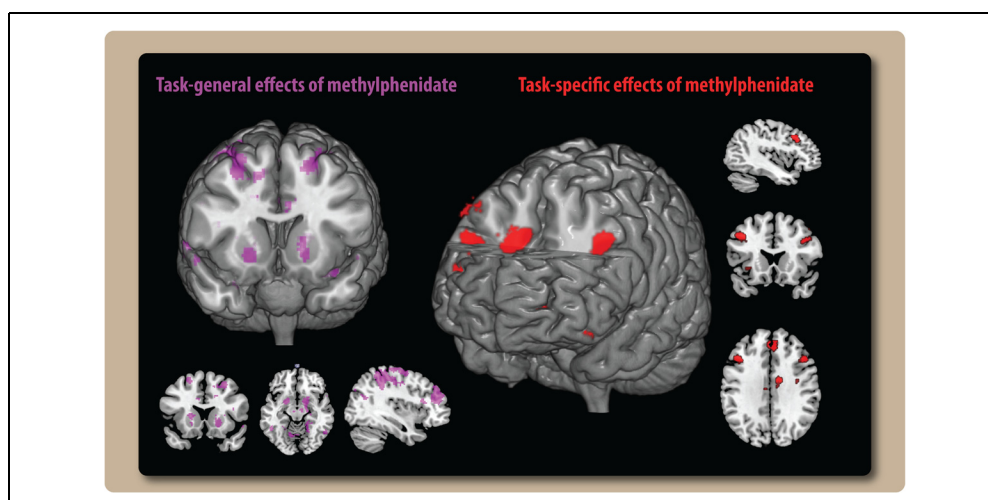 Task-general effects of methylphenidate
Task-specific effects of methylphenidate